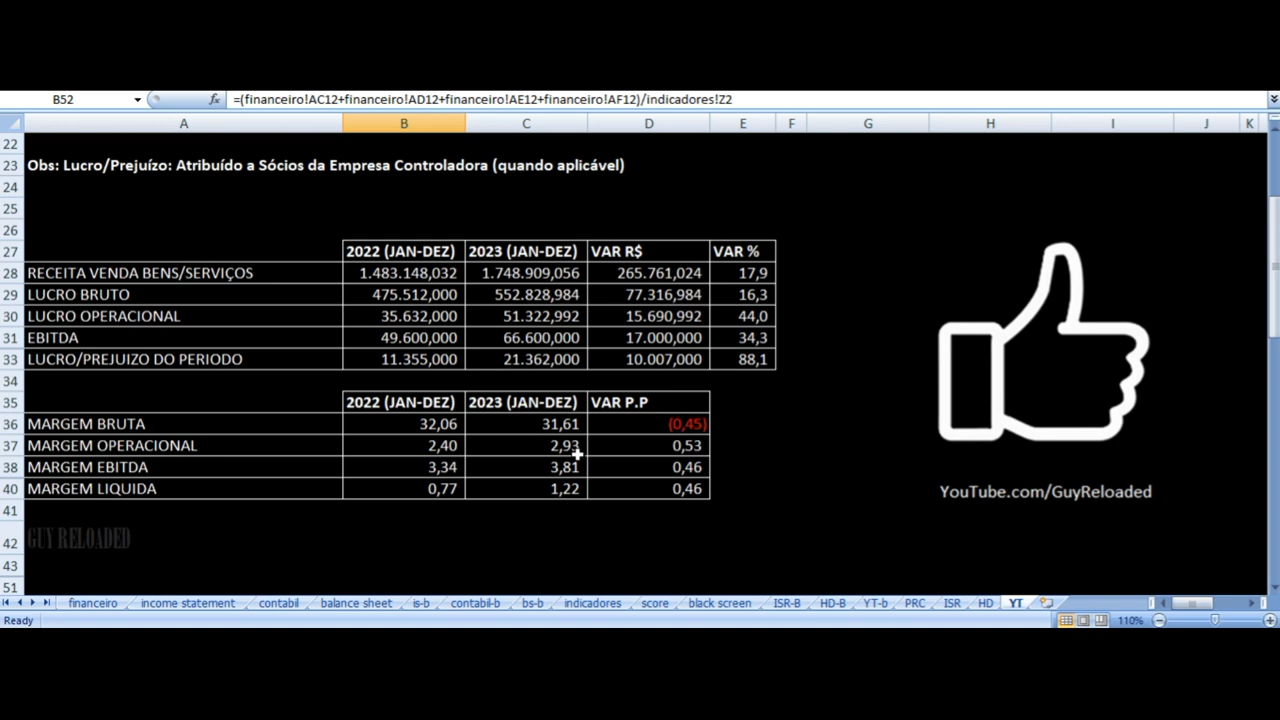 B52 fx =(financeiro!AC12+financeiro!AD12+financeiro!AE12+financeiro!AF12)/indicadores!Z2
A B C D E F G H I J K
22
23 Obs: Lucro/Prejuízo: Atribuído a Sócios da Empresa Controladora (quando aplicável)
24
25
26
27 2022 (JAN-DEZ) 2023 (JAN-DEZ) VAR R$ VAR %
28 RECEITA VENDA BENS/SERVIÇOS 1.483.148,032 1.748.909,056 265.761,024 17,9
29 LUCRO BRUTO 475.512,000 552.828,984 77.316,984 16,3
30 LUCRO OPERACIONAL 35.632,000 51.322,992 15.690,992 44,0
31 EBITDA 49.600,000 66.600,000 17.000,000 34,3
33 LUCRO/PREJUIZO DO PERIODO 11.355,000 21.362,000 10.007,000 88,1
34
35 2022 (JAN-DEZ) 2023 (JAN-DEZ) VAR P.P
36 MARGEM BRUTA 32,06 31,61 (0,45)
37 MARGEM OPERACIONAL 2,40 2,93 0,53
38 MARGEM EBITDA 3,34 3,81 0,46
40 MARGEM LIQUIDA 0,77 1,22 0,46
YouTube.com/GuyReloaded
41
42 GUY RELOADED
43
51
financeiro income statement contabil balance sheet is-b contabil-b bs-b indicadores score black screen ISR-B HD-B YT-b PRC ISR HD YT
Ready 110%